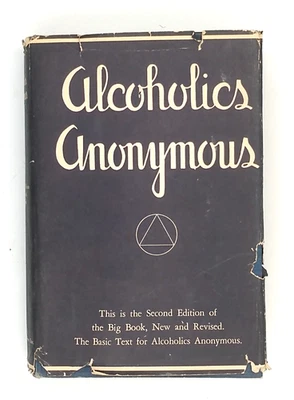 Alcoholics
Anonymous
This is the Second Edition of
the Big Book, New and Revised.
The Basic Text for Alcoholics Anonymous.